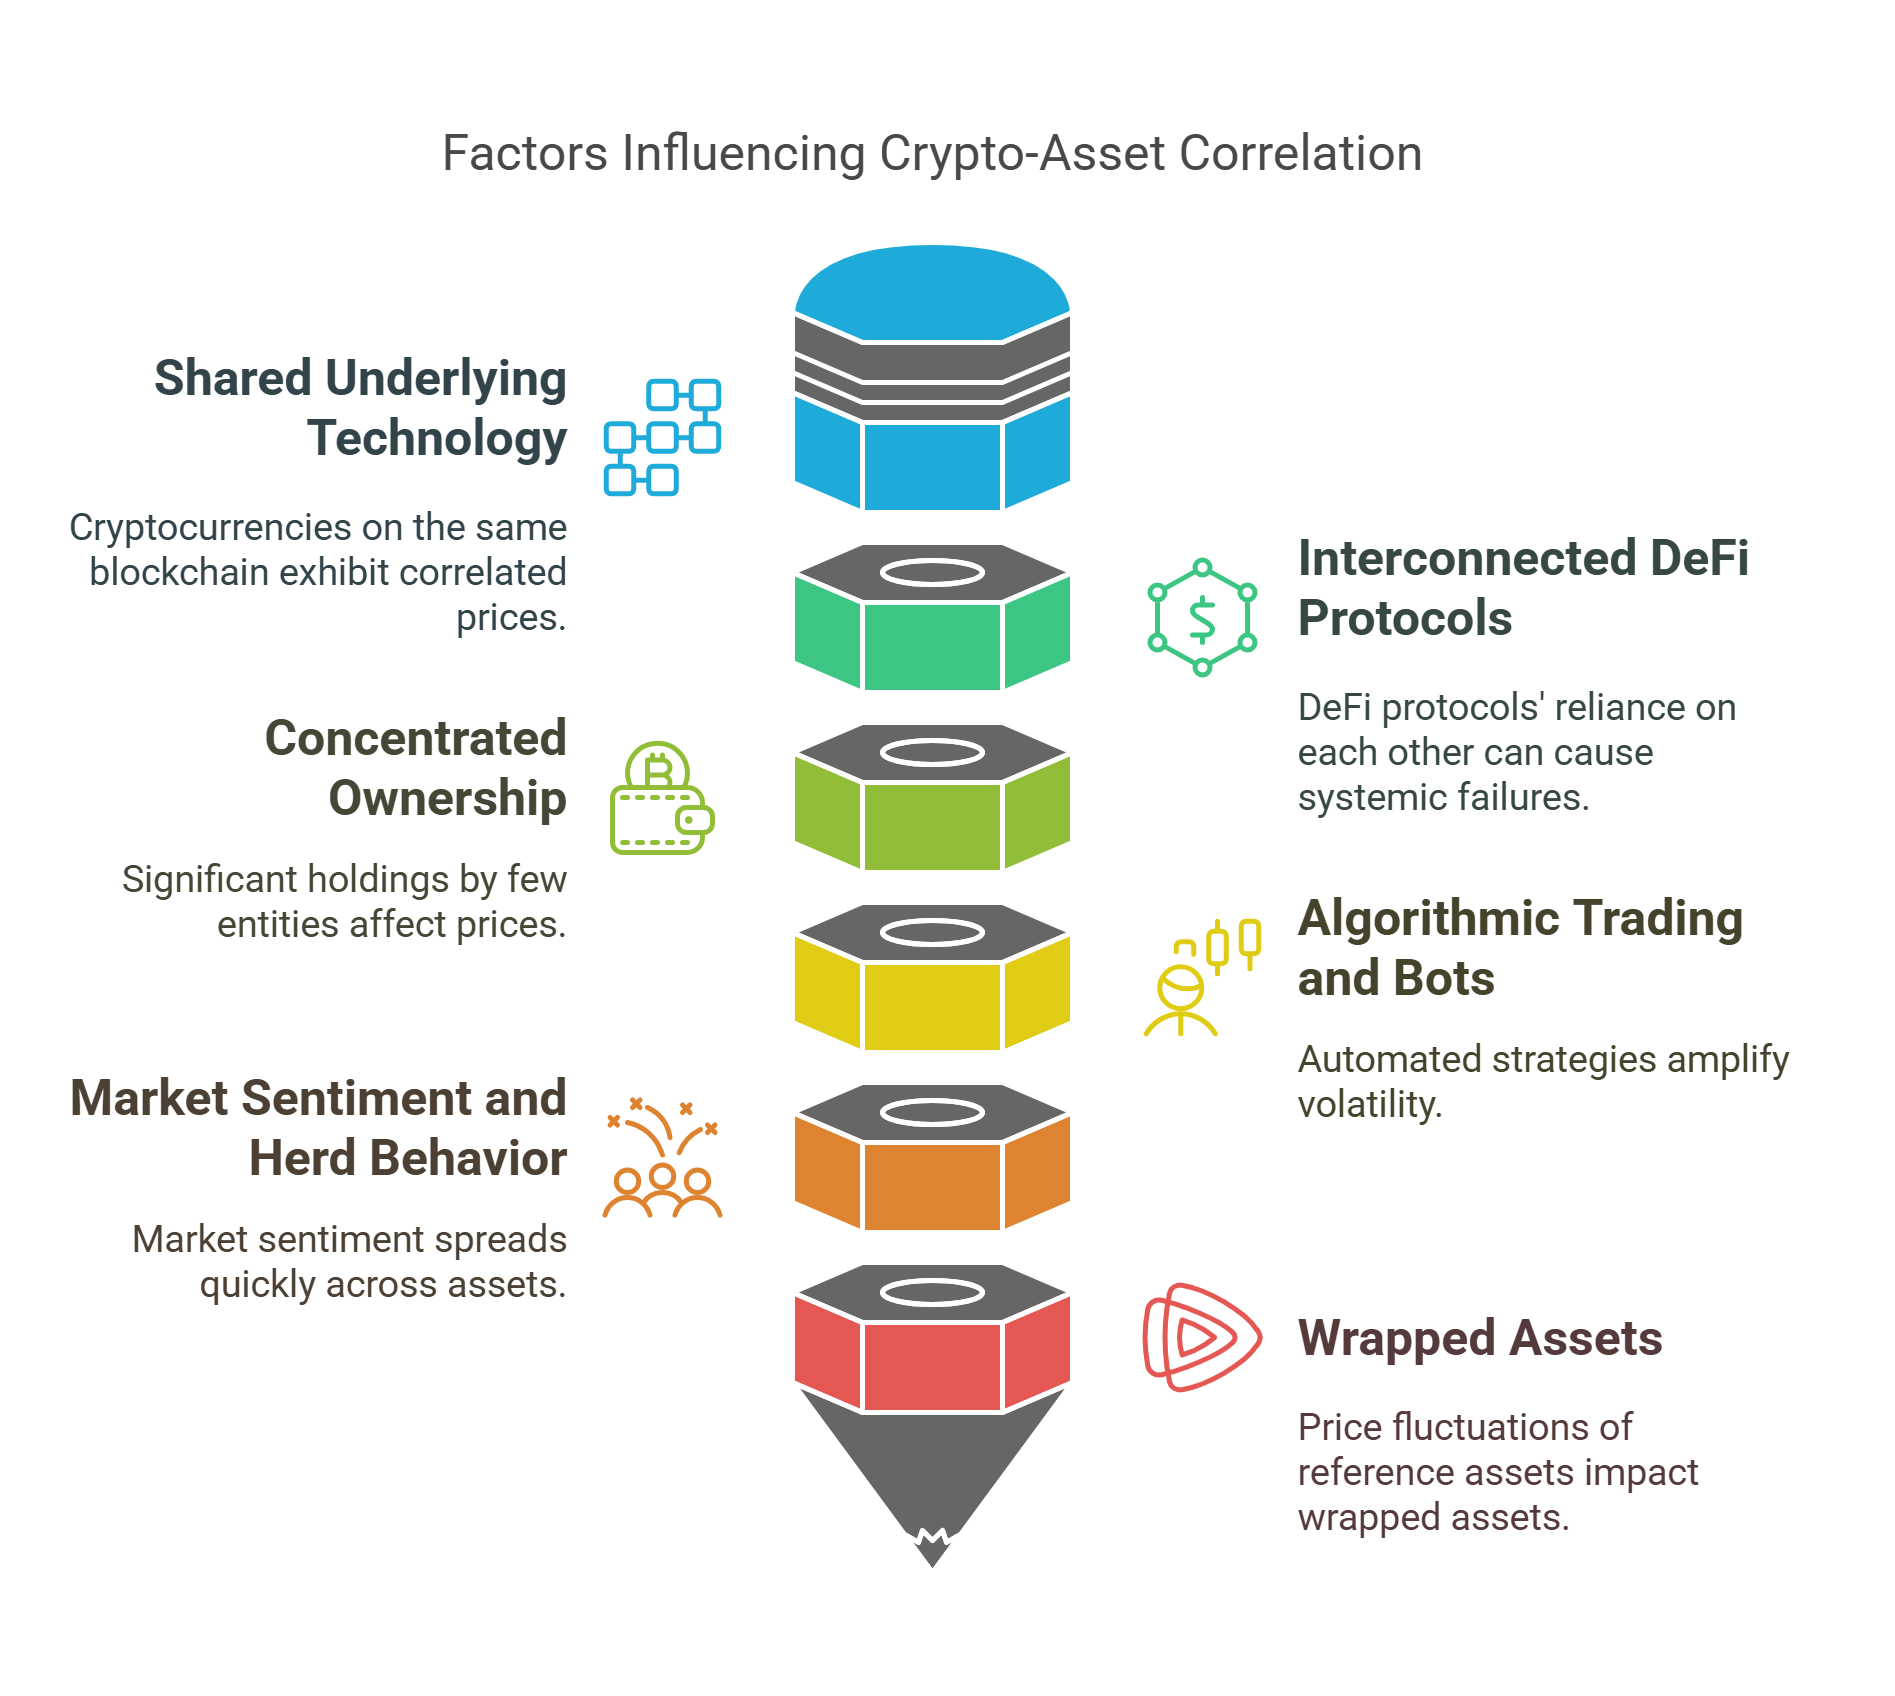 Factors Influencing Crypto-Asset Correlation
Shared Underlying
Technology
Cryptocurrencies on the same
blockchain exhibit correlated
prices.
Interconnected DeFi
Protocols
DeFi protocols' reliance on
each other can cause
systemic failures.
Concentrated
Ownership
Significant holdings by few
entities affect prices.
Algorithmic Trading
and Bots
Automated strategies amplify
volatility.
Market Sentiment and
Herd Behavior
Market sentiment spreads
quickly across assets.
Wrapped Assets
Price fluctuations of
reference assets impact
wrapped assets.